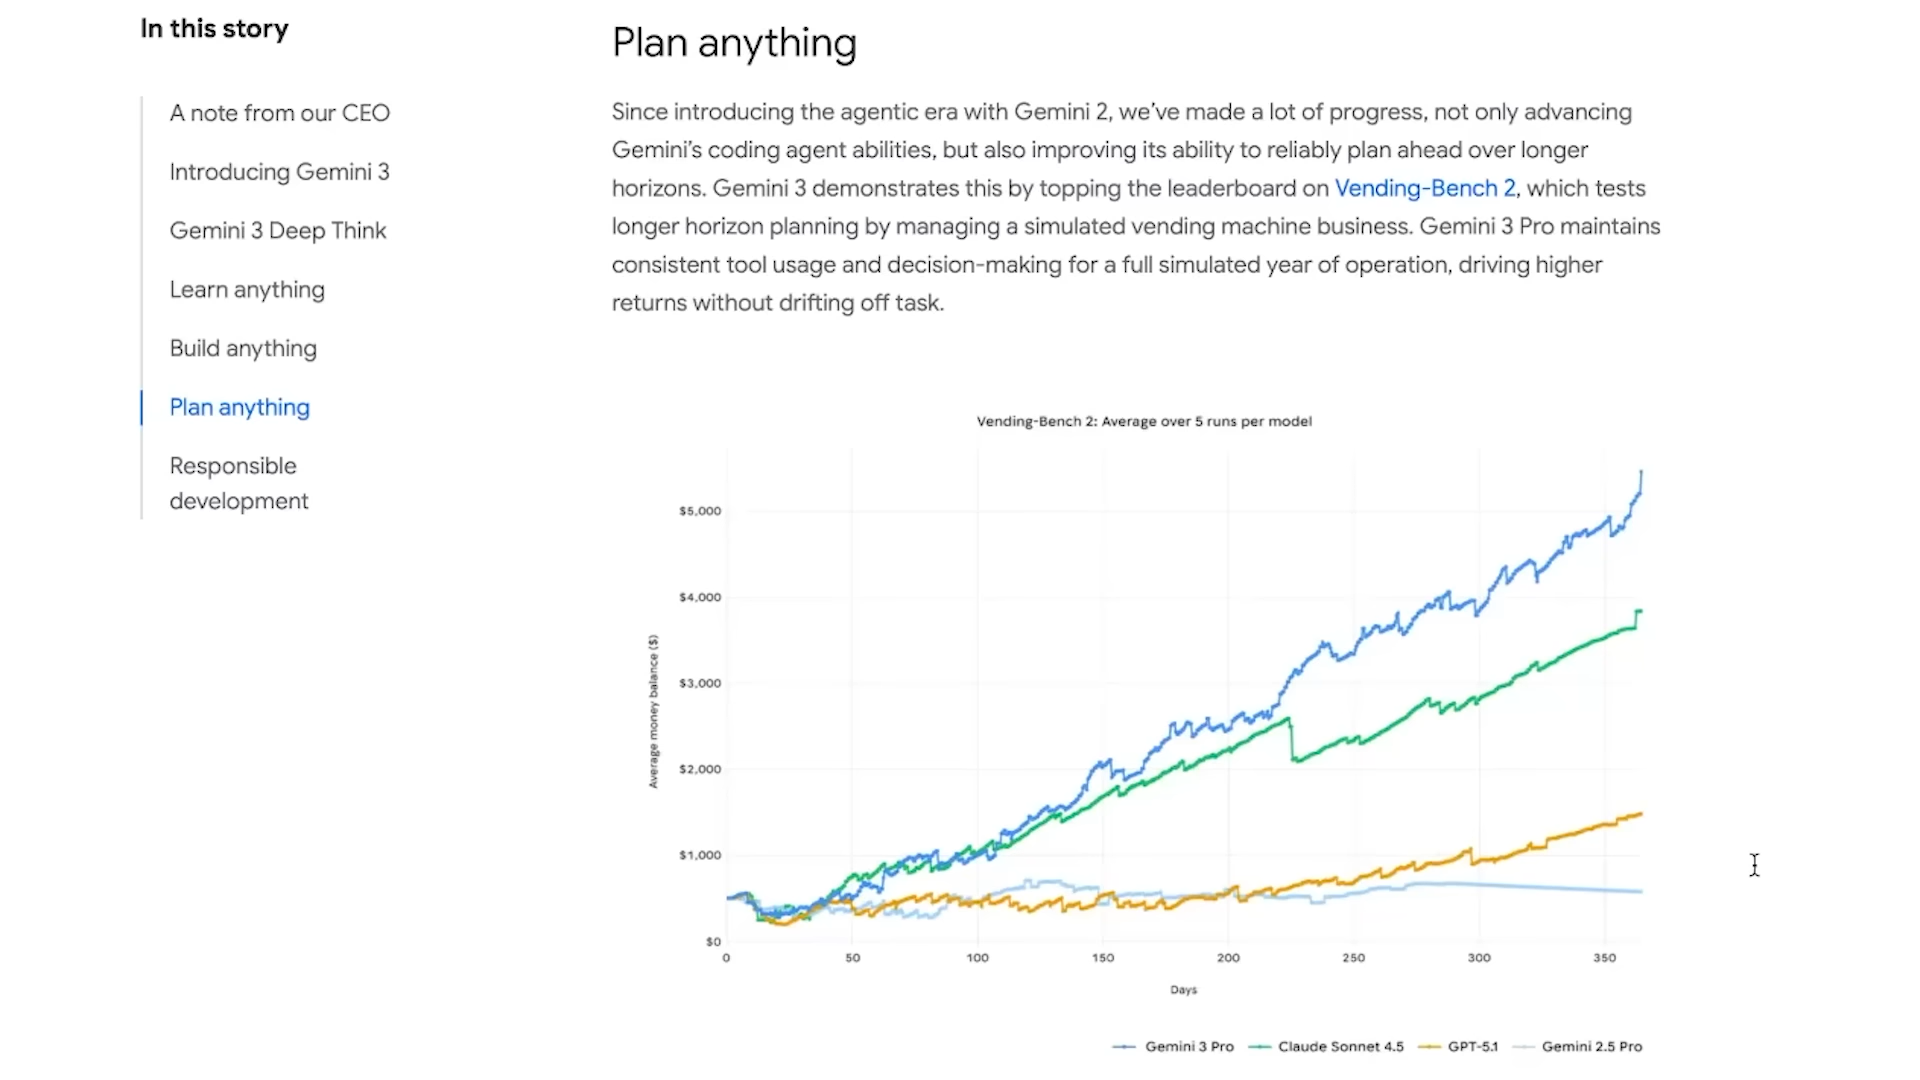 In this story
A note from our CEO
Introducing Gemini 3
Gemini 3 Deep Think
Learn anything
Build anything
Plan anything
Responsible
development
Plan anything
Since introducing the agentic era with Gemini 2, we’ve made a lot of progress, not only advancing
Gemini’s coding agent abilities, but also improving its ability to reliably plan ahead over longer
horizons. Gemini 3 demonstrates this by topping the leaderboard on Vending-Bench 2, which tests
longer horizon planning by managing a simulated vending machine business. Gemini 3 Pro maintains
consistent tool usage and decision-making for a full simulated year of operation, driving higher
returns without drifting off task.
Vending-Bench 2: Average over 5 runs per model
Average money balance ($)
$5,000
$4,000
$3,000
$2,000
$1,000
$0
0 50 100 150 200 250 300 350
Days
Gemini 3 Pro Claude Sonnet 4.5 GPT-5.1 Gemini 2.5 Pro